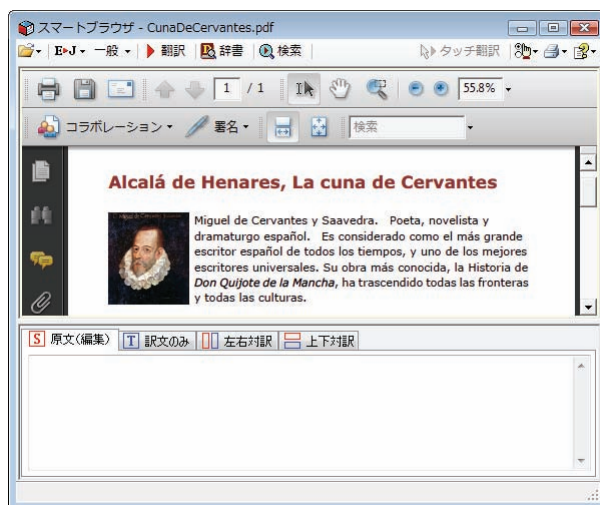 スマートブラウザ - CunaDeCervantes.pdf
E▶J 一般 翻訳 辞書 検索 タッチ翻訳
1 / 1 55.8%
コラボレーション 署名 検索
Alcalá de Henares, La cuna de Cervantes
Miguel de Cervantes y Saavedra. Poeta, novelista y
dramaturgo español. Es considerado como el más grande
escritor español de todos los tiempos, y uno de los mejores
escritores universales. Su obra más conocida, la Historia de
Don Quijote de la Mancha, ha trascendido todas las fronteras
y todas las culturas.
S 原文(編集) T 訳文のみ 左右対訳 上下対訳